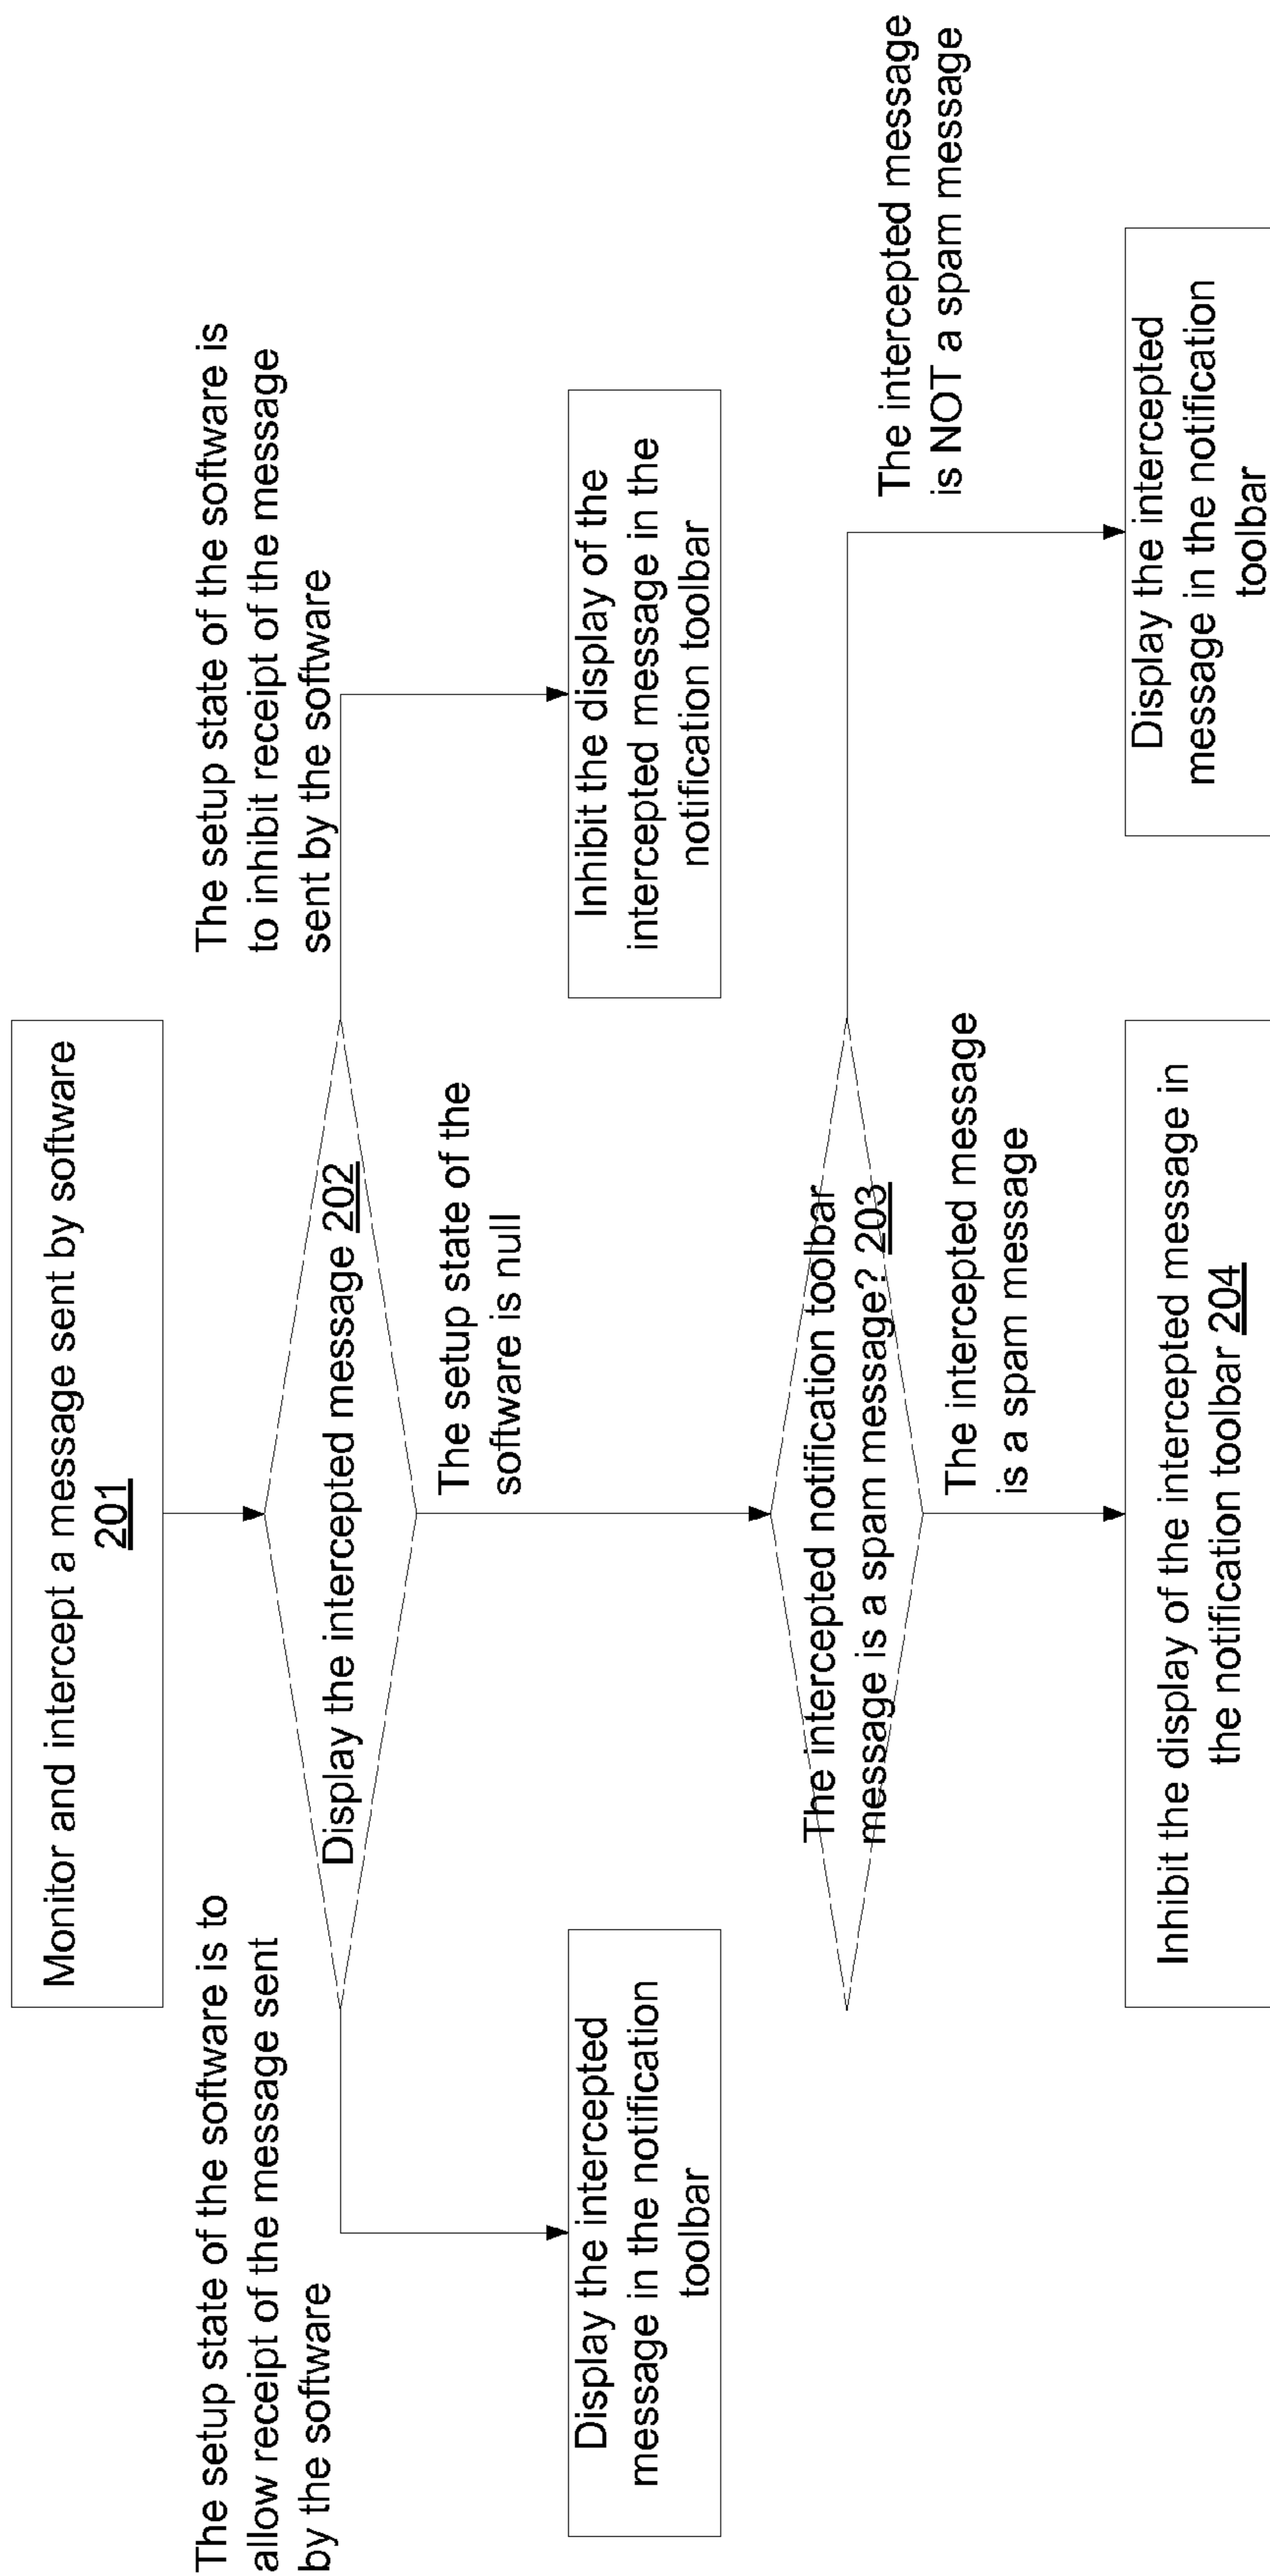 Monitor and intercept a message sent by software
201
The setup state of the software is to
allow receipt of the message sent
by the software
The setup state of the software is
to inhibit receipt of the message
sent by the software
Display the intercepted message 202
The setup state of the
software is null
Display the intercepted
message in the notification
toolbar
Inhibit the display of the
intercepted message in the
notification toolbar
The intercepted notification toolbar
message is a spam message? 203
The intercepted message
is NOT a spam message
The intercepted message
is a spam message
Inhibit the display of the intercepted message in
the notification toolbar 204
Display the intercepted
message in the notification
toolbar